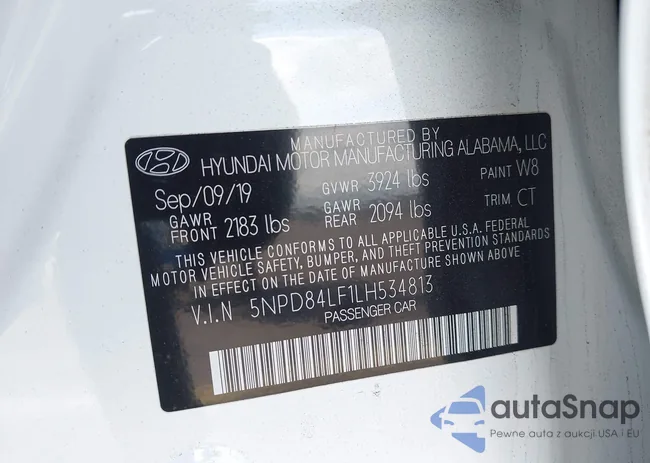 MANUFACTURED BY
HYUNDAI MOTOR MANUFACTURING ALABAMA, LLC
Sep/09/19 GVWR 3924 lbs PAINT W8
GAWR FRONT 2183 lbs GAWR REAR 2094 lbs TRIM CT
THIS VEHICLE CONFORMS TO ALL APPLICABLE U.S.A. FEDERAL
MOTOR VEHICLE SAFETY, BUMPER, AND THEFT PREVENTION STANDARDS
IN EFFECT ON THE DATE OF MANUFACTURE SHOWN ABOVE.
V.I.N 5NPD84LF1LH534813
PASSENGER CAR
autaSnap
Pewne auta z aukcji USA i EU